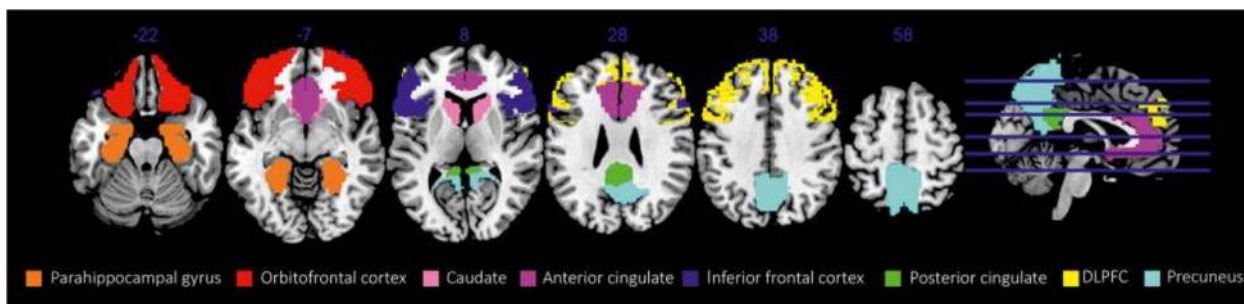 -22 -7 8 28 38 58
Parahippocampal gyrus Orbitofrontal cortex Caudate Anterior cingulate Inferior frontal cortex Posterior cingulate DLPFC Precuneus